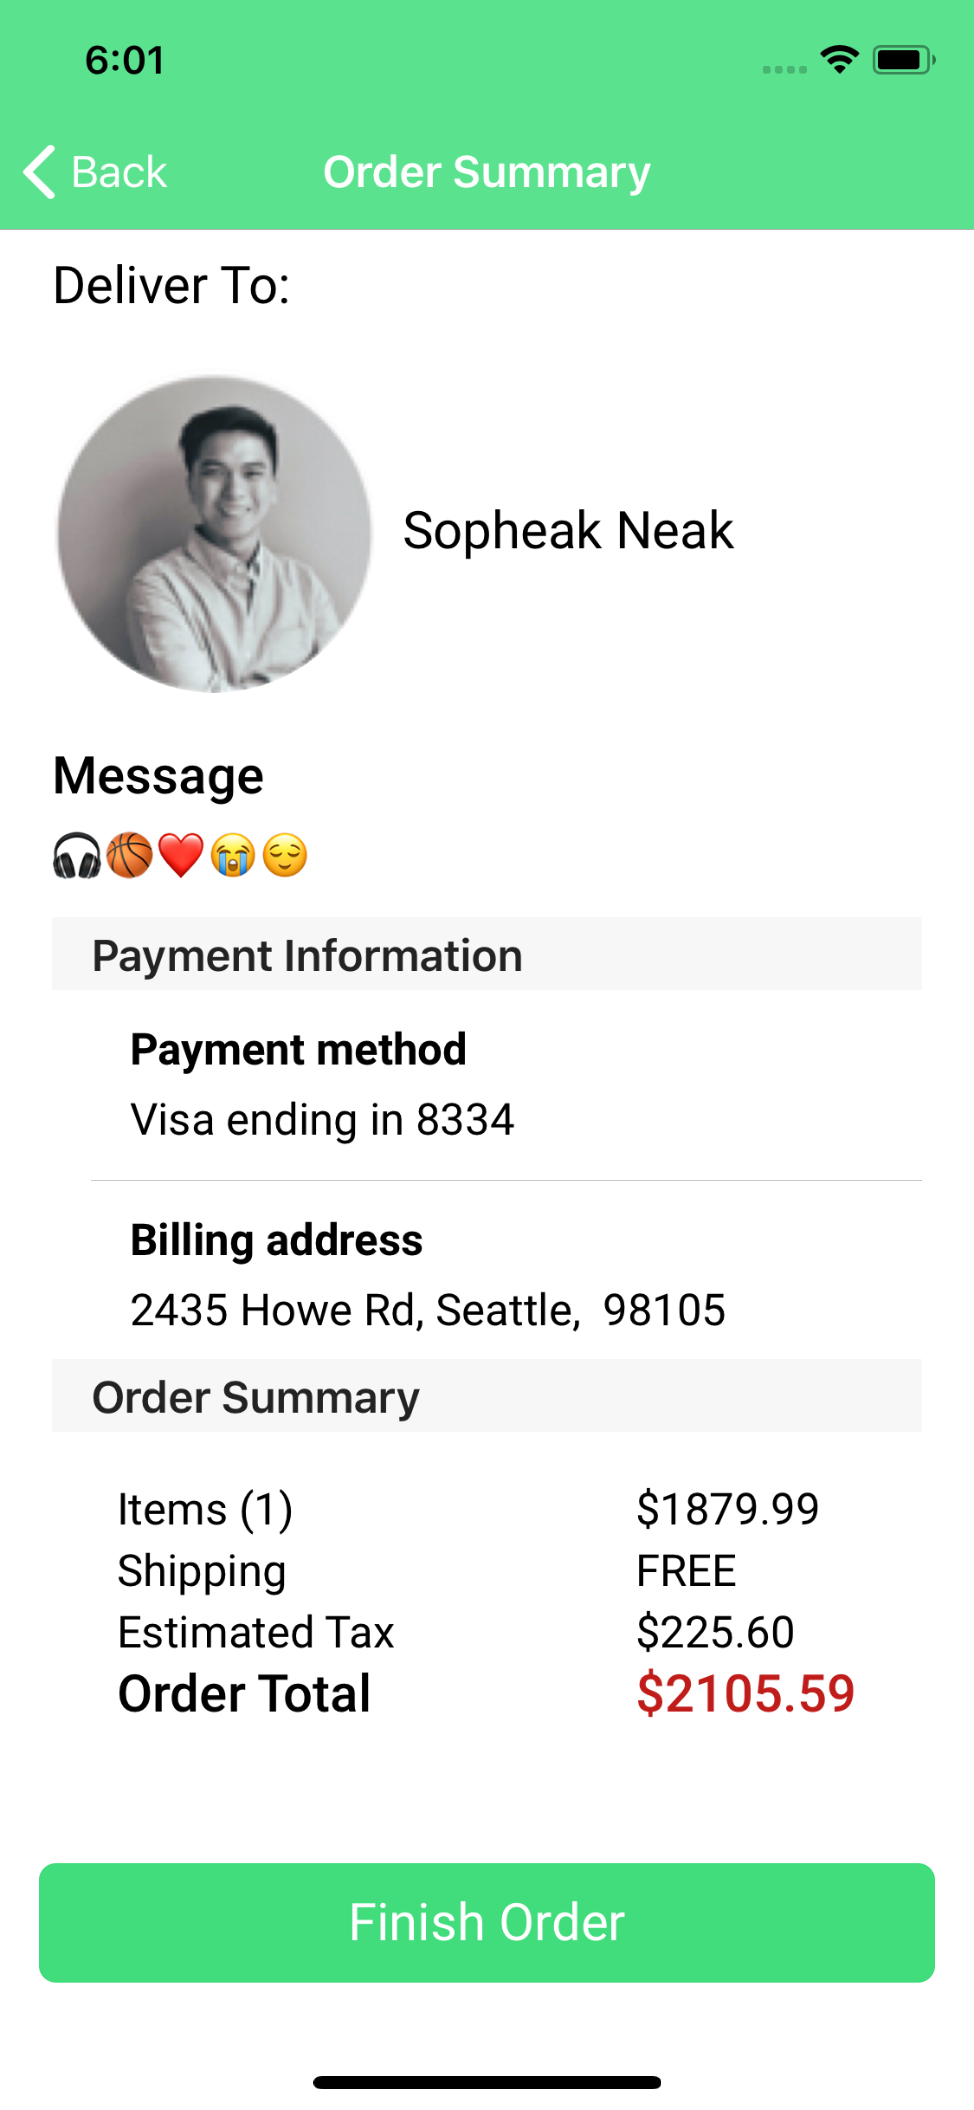 6:01
Back
Order Summary
Deliver To:
Sopheak Neak
Message
🎧🏀❤️😭😌
Payment Information
Payment method
Visa ending in 8334
Billing address
2435 Howe Rd, Seattle,  98105
Order Summary
Items (1) $1879.99
Shipping FREE
Estimated Tax $225.60
Order Total $2105.59
Finish Order